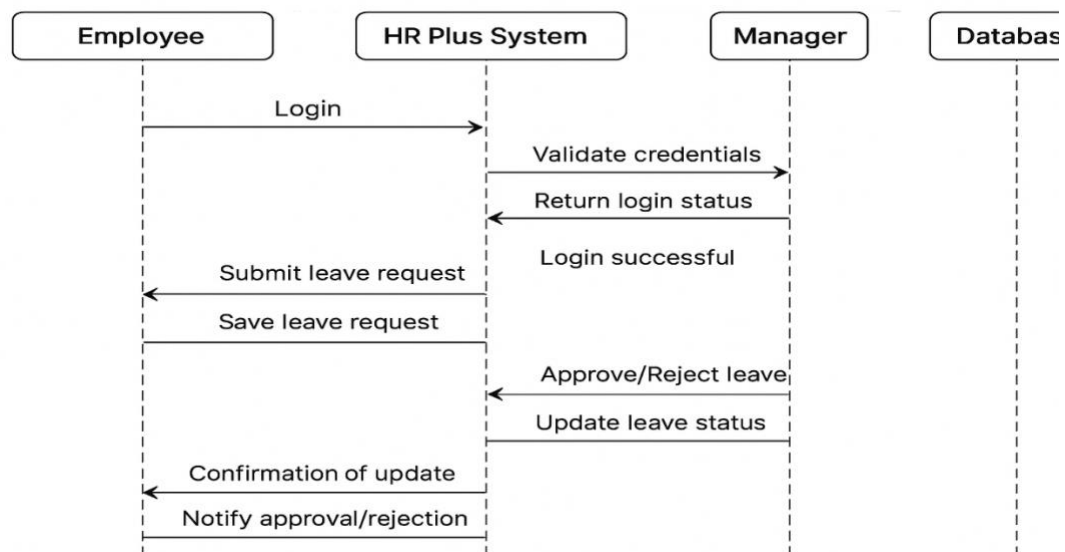 Employee
HR Plus System
Manager
Databas
Login
Validate credentials
Return login status
Login successful
Submit leave request
Save leave request
Approve/Reject leave
Update leave status
Confirmation of update
Notify approval/rejection